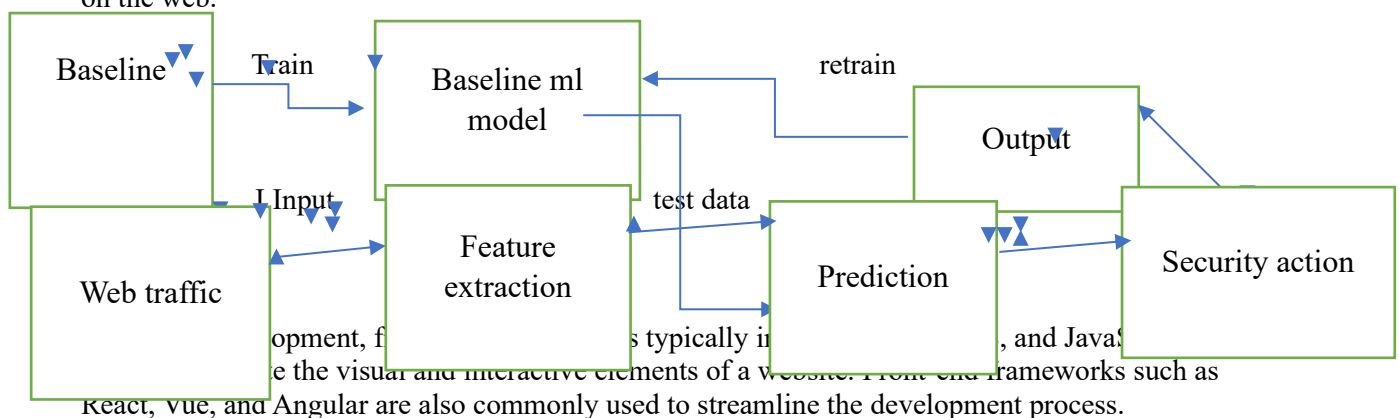 on the web.
Baseline
Train
Baseline ml
model
retrain
Output
I Input
test data
Web traffic
Feature
extraction
Prediction
Security action
opment, f s typically in , and JavaS
te the visual and interactive elements of a website. Front-end frameworks such as
React, Vue, and Angular are also commonly used to streamline the development process.